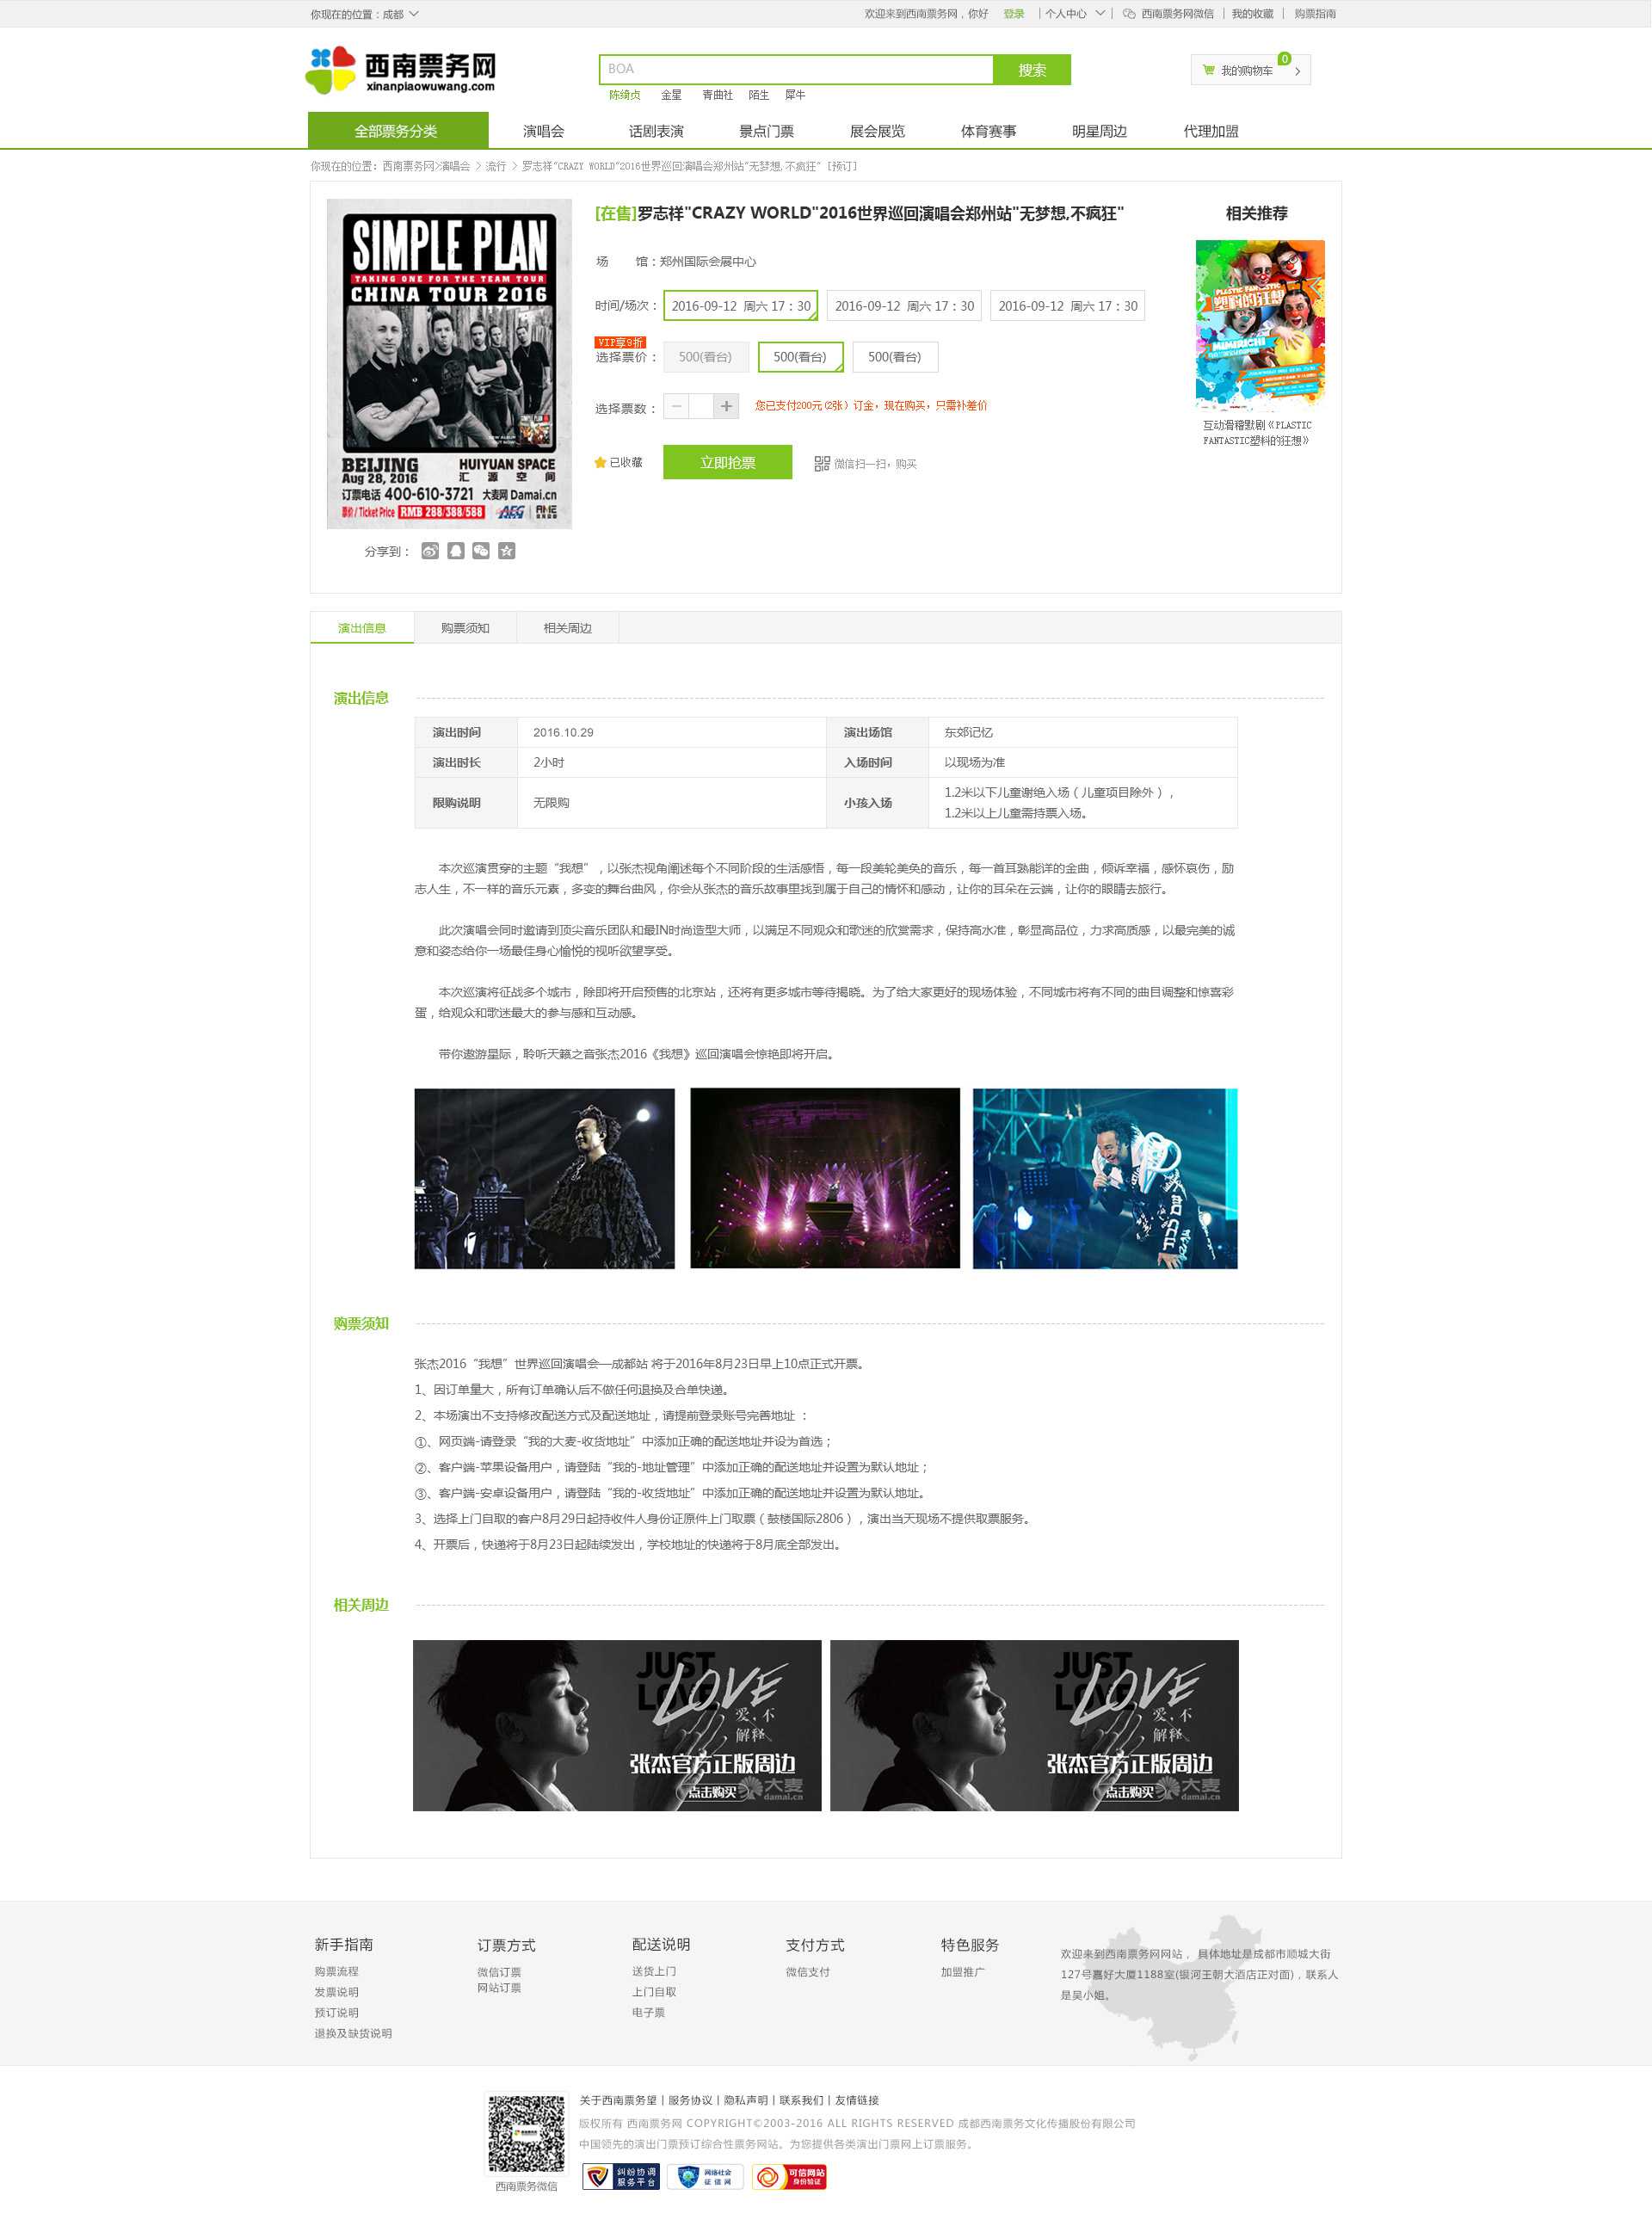 你现在的位置：成都
欢迎来到西南票务网，你好 登录 | 个人中心 | 西南票务网微信 | 我的收藏 | 购票指南
西南票务网
xinanpiaowuwang.com
BOA
搜索
我的购物车
0
陈绮贞 金星 青曲社 陌生 犀牛
全部票务分类 演唱会 话剧表演 景点门票 展会展览 体育赛事 明星周边 代理加盟
你现在的位置：西南票务网>演唱会 > 流行 > 罗志祥"CRAZY WORLD"2016世界巡回演唱会郑州站"无梦想,不疯狂" [预订]
SIMPLE PLAN
TAKING ONE FOR THE TEAM TOUR
CHINA TOUR 2016
BEIJING
Aug 28, 2016
HUIYUAN SPACE
汇源空间
订票电话 400-610-3721 大麦网 Damai.cn
票价/Ticket Price RMB 288/388/588
分享到：
[在售]罗志祥"CRAZY WORLD"2016世界巡回演唱会郑州站"无梦想,不疯狂"
场 馆：郑州国际会展中心
时间/场次： 2016-09-12 周六 17：30 2016-09-12 周六 17：30 2016-09-12 周六 17：30
VIP享9折
选择票价： 500(看台) 500(看台) 500(看台)
选择票数： － ＋ 您已支付200元（2张）订金，现在购买，只需补差价
已收藏 立即抢票 微信扫一扫，购买
相关推荐
PLASTIC FANTASTIC
塑料的狂想
MIMIRICHI
互动滑稽默剧《PLASTIC
FANTASTIC塑料的狂想》
演出信息 购票须知 相关周边
演出信息
演出时间 2016.10.29 演出场馆 东郊记忆
演出时长 2小时 入场时间 以现场为准
限购说明 无限购 小孩入场 1.2米以下儿童谢绝入场（儿童项目除外），
1.2米以上儿童需持票入场。
本次巡演贯穿的主题“我想”，以张杰视角阐述每个不同阶段的生活感悟，每一段美轮美奂的音乐，每一首耳熟能详的金曲，倾诉幸福，感怀哀伤，励
志人生，不一样的音乐元素，多变的舞台曲风，你会从张杰的音乐故事里找到属于自己的情怀和感动，让你的耳朵在云端，让你的眼睛去旅行。
此次演唱会同时邀请到顶尖音乐团队和最IN时尚造型大师，以满足不同观众和歌迷的欣赏需求，保持高水准，彰显高品位，力求高质感，以最完美的诚
意和姿态给你一场最佳身心愉悦的视听欲望享受。
本次巡演将征战多个城市，除即将开启预售的北京站，还将有更多城市等待揭晓。为了给大家更好的现场体验，不同城市将有不同的曲目调整和惊喜彩
蛋，给观众和歌迷最大的参与感和互动感。
带你遨游星际，聆听天籁之音张杰2016《我想》巡回演唱会惊艳即将开启。
购票须知
张杰2016“我想”世界巡回演唱会—成都站 将于2016年8月23日早上10点正式开票。
1、因订单量大，所有订单确认后不做任何退换及合单快递。
2、本场演出不支持修改配送方式及配送地址，请提前登录账号完善地址 ：
①、网页端-请登录“我的大麦-收货地址”中添加正确的配送地址并设为首选；
②、客户端-苹果设备用户，请登陆“我的-地址管理”中添加正确的配送地址并设置为默认地址；
③、客户端-安卓设备用户，请登陆“我的-收货地址”中添加正确的配送地址并设置为默认地址。
3、选择上门自取的客户8月29日起持收件人身份证原件上门取票（鼓楼国际2806），演出当天现场不提供取票服务。
4、开票后，快递将于8月23日起陆续发出，学校地址的快递将于8月底全部发出。
相关周边
JUST LOVE
LOVE
爱,不解释
张杰官方正版周边
点击购买
大麦
damai.cn
JUST LOVE
LOVE
爱,不解释
张杰官方正版周边
点击购买
大麦
damai.cn
新手指南
购票流程
发票说明
预订说明
退换及缺货说明
订票方式
微信订票
网站订票
配送说明
送货上门
上门自取
电子票
支付方式
微信支付
特色服务
加盟推广
欢迎来到西南票务网网站， 具体地址是成都市顺城大街
127号嘉好大厦1188室(银河王朝大酒店正对面)，联系人
是吴小姐。
西南票务微信
关于西南票务望 | 服务协议 | 隐私声明 | 联系我们 | 友情链接
版权所有 西南票务网 COPYRIGHT©2003-2016 ALL RIGHTS RESERVED 成都西南票务文化传播股份有限公司
中国领先的演出门票预订综合性票务网站。为您提供各类演出门票网上订票服务。
纠纷协调
服务平台
网络社会
征信网
可信网站
身份验证